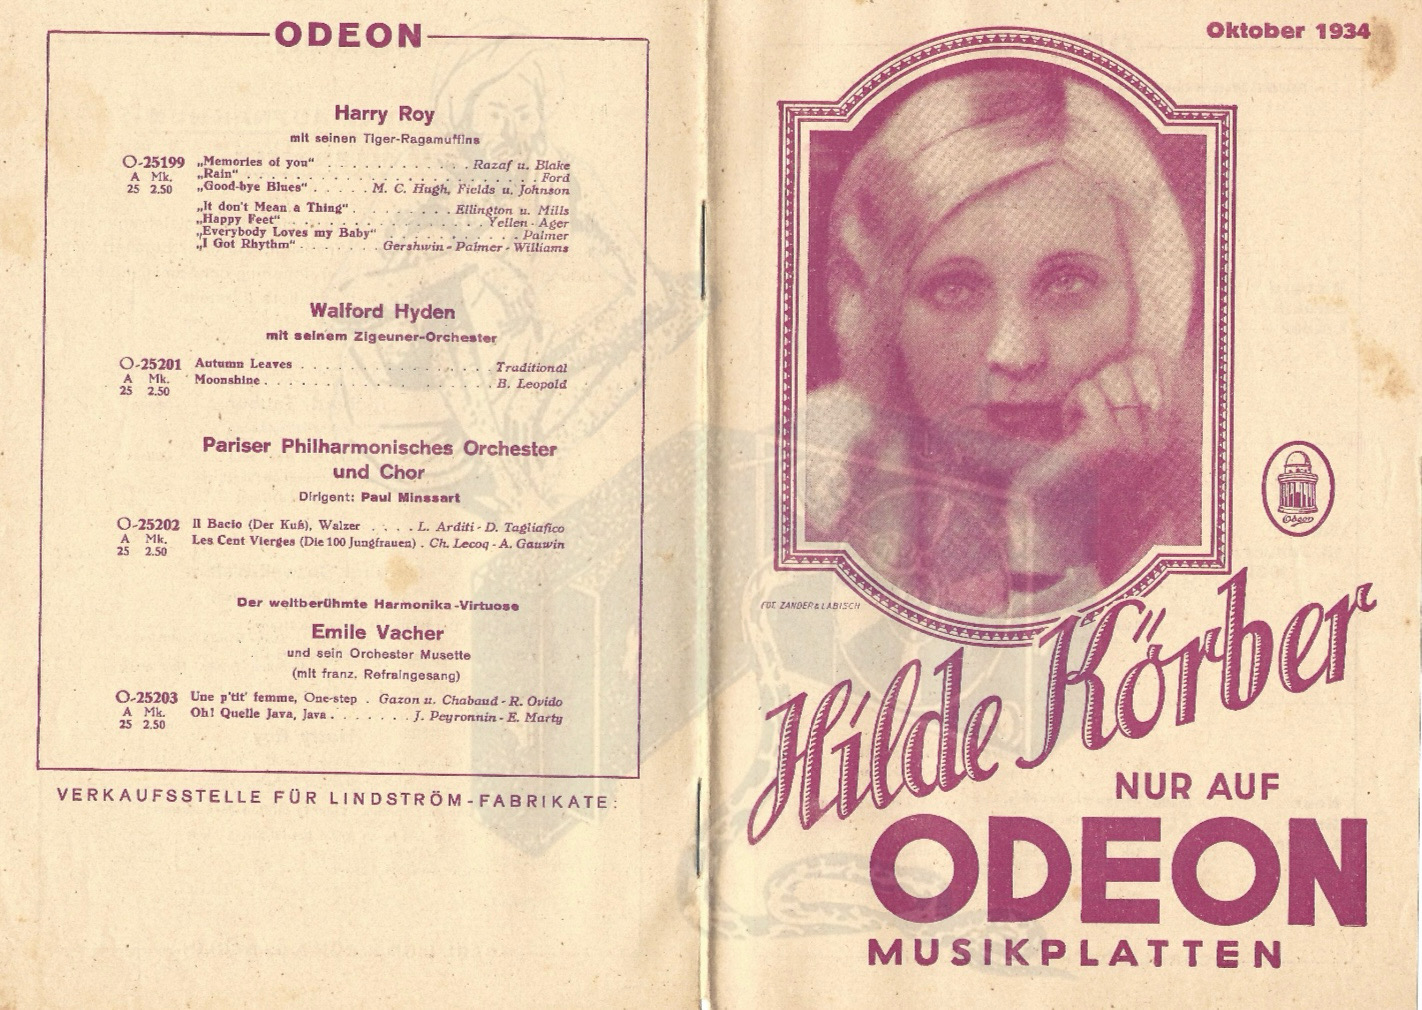 ODEON
Harry Roy
mit seinen Tiger-Ragamuffins
O-25199 „Memories of you“ . . . . . . . . . . . . . . Razaf u. Blake
A Mk. „Rain“ . . . . . . . . . . . . . . . . . . . . . . Ford
25 2.50 „Good-bye Blues“ . . . . . M. C. Hugh, Fields u. Johnson
„It don't Mean a Thing“ . . . . . . . . . Ellington u. Mills
„Happy Feet“ . . . . . . . . . . . . . . . . Yellen - Ager
„Everybody Loves my Baby“ . . . . . . . . . . . . Palmer
„I Got Rhythm“ . . . . . . . Gershwin - Palmer - Williams
Walford Hyden
mit seinem Zigeuner-Orchester
O-25201 Autumn Leaves . . . . . . . . . . . . . . . . Traditional
A Mk. Moonshine . . . . . . . . . . . . . . . . . . . B. Leopold
25 2.50
Pariser Philharmonisches Orchester
und Chor
Dirigent: Paul Minssart
O-25202 Il Bacio (Der Kuß), Walzer . . . . L. Arditi - D. Tagliafico
A Mk. Les Cent Vierges (Die 100 Jungfrauen) . Ch. Lecoq - A. Gauwin
25 2.50
Der weltberühmte Harmonika-Virtuose
Emile Vacher
und sein Orchester Musette
(mit franz. Refraingesang)
O-25203 Une p'tit' femme, One-step . Gazon u. Chabaud - R. Ovido
A Mk. Oh! Quelle Java, Java . . . . . . . J. Peyronnin - E. Marty
25 2.50
VERKAUFSSTELLE FÜR LINDSTRÖM-FABRIKATE:
Oktober 1934
Odeon
FOT. ZANDER & LABISCH
Hilde Körber
NUR AUF
ODEON
MUSIKPLATTEN